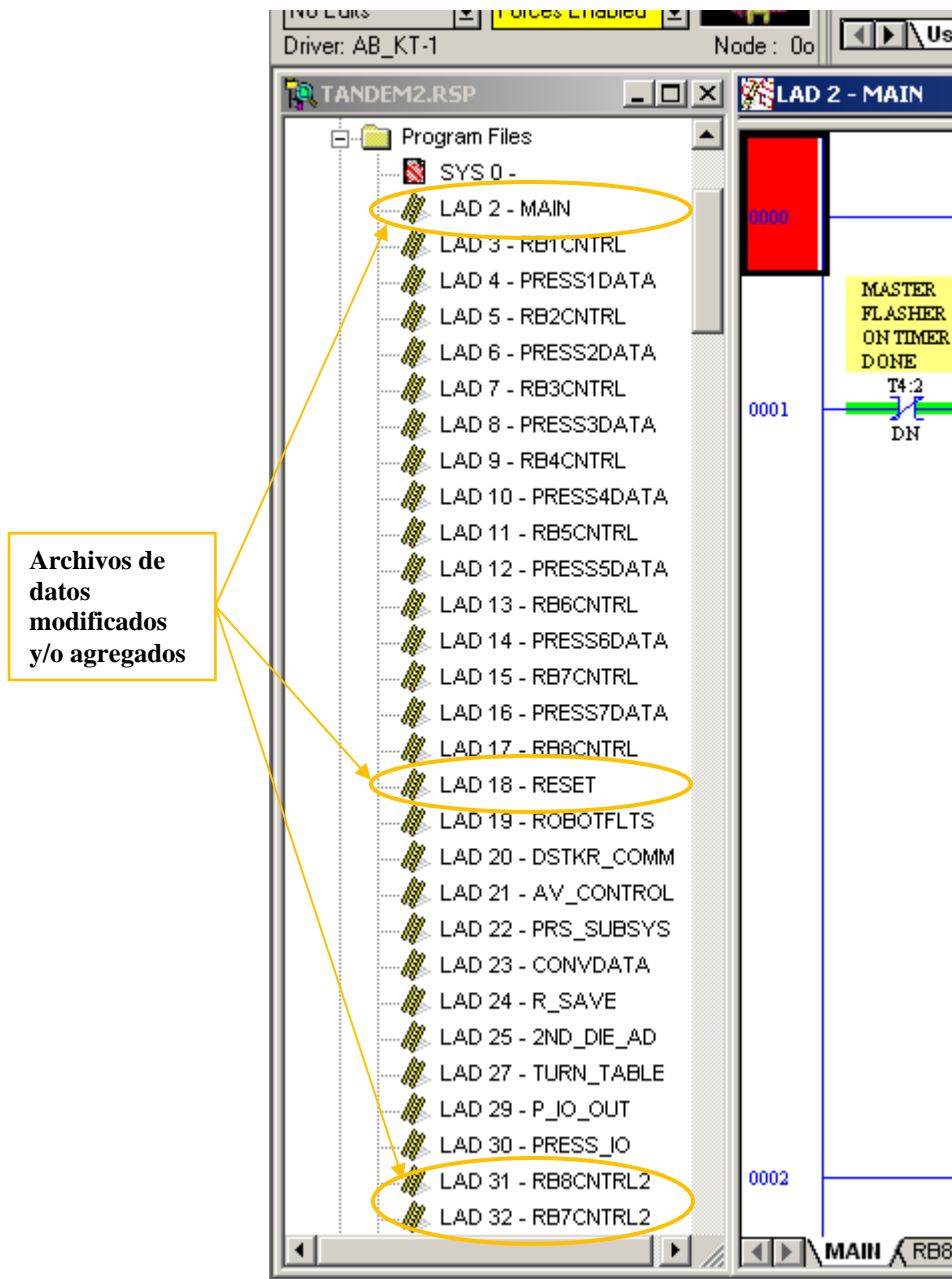 No Edits
Forces Enabled
Driver: AB_KT-1
Node : 0o
TANDEM2.RSP
LAD 2 - MAIN
Program Files
SYS 0 -
LAD 2 - MAIN
LAD 3 - RB1CNTRL
LAD 4 - PRESS1DATA
LAD 5 - RB2CNTRL
LAD 6 - PRESS2DATA
LAD 7 - RB3CNTRL
LAD 8 - PRESS3DATA
LAD 9 - RB4CNTRL
LAD 10 - PRESS4DATA
LAD 11 - RB5CNTRL
LAD 12 - PRESS5DATA
LAD 13 - RB6CNTRL
LAD 14 - PRESS6DATA
LAD 15 - RB7CNTRL
LAD 16 - PRESS7DATA
LAD 17 - RB8CNTRL
LAD 18 - RESET
LAD 19 - ROBOTFLTS
LAD 20 - DSTKR_COMM
LAD 21 - AV_CONTROL
LAD 22 - PRS_SUBSYS
LAD 23 - CONVDATA
LAD 24 - R_SAVE
LAD 25 - 2ND_DIE_AD
LAD 27 - TURN_TABLE
LAD 29 - P_IO_OUT
LAD 30 - PRESS_IO
LAD 31 - RB8CNTRL2
LAD 32 - RB7CNTRL2
Archivos de
datos
modificados
y/o agregados
0000
MASTER
FLASHER
ON TIMER
DONE
T4:2
0001
DN
0002
MAIN
RB8